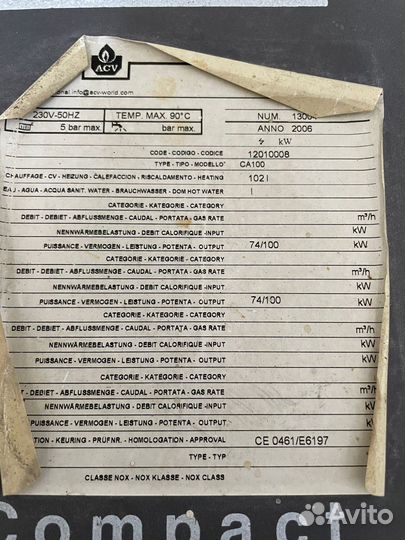 ACV
onal.info@acv-world.com
230V-50HZ TEMP. MAX. 90°C NUM.
5 bar max. bar max. ANNO 2006
kW
CODE - CODIGO - CODICE 12010008
TYPE - TIPO - MODELLO CA100
CHAUFFAGE - CV - HEIZUNG - CALEFACCION - RISCALDAMENTO - HEATING 102 l
EAU - AGUA - ACQUA SANIT. WATER - BRAUCHWASSER - DOM HOT WATER l
CATEGORIE - KATEGORIE - CATEGORY
DEBIT - DEBIET - ABFLUSSMENGE - CAUDAL - PORTATA - GAS RATE m³/h
NENNWÄRMEBELASTUNG - DEBIT CALORIFIQUE -INPUT kW
PUISSANCE - VERMOGEN - LEISTUNG - POTENTA - OUTPUT 74/100 kW
CATEGORIE - KATEGORIE - CATEGORY
DEBIT - DEBIET - ABFLUSSMENGE - CAUDAL - PORTATA - GAS RATE m³/h
NENNWÄRMEBELASTUNG - DEBIT CALORIFIQUE -INPUT kW
PUISSANCE - VERMOGEN - LEISTUNG - POTENTA - OUTPUT 74/100 kW
CATEGORIE - KATEGORIE - CATEGORY
DEBIT - DEBIET - ABFLUSSMENGE - CAUDAL - PORTATA - GAS RATE m³/h
NENNWÄRMEBELASTUNG - DEBIT CALORIFIQUE -INPUT kW
PUISSANCE - VERMOGEN - LEISTUNG - POTENTA - OUTPUT kW
CATEGORIE - KATEGORIE - CATEGORY
DEBIT - DEBIET - ABFLUSSMENGE - CAUDAL - PORTATA - GAS RATE m³/h
NENNWÄRMEBELASTUNG - DEBIT CALORIFIQUE -INPUT kW
PUISSANCE - VERMOGEN - LEISTUNG - POTENTA - OUTPUT kW
TION - KEURING - PRÜFNR. - HOMOLOGATION - APPROVAL CE 0461/E6197
TYPE - TYP
CLASSE NOX - NOX KLASSE - NOX CLASS
Compact
Avito